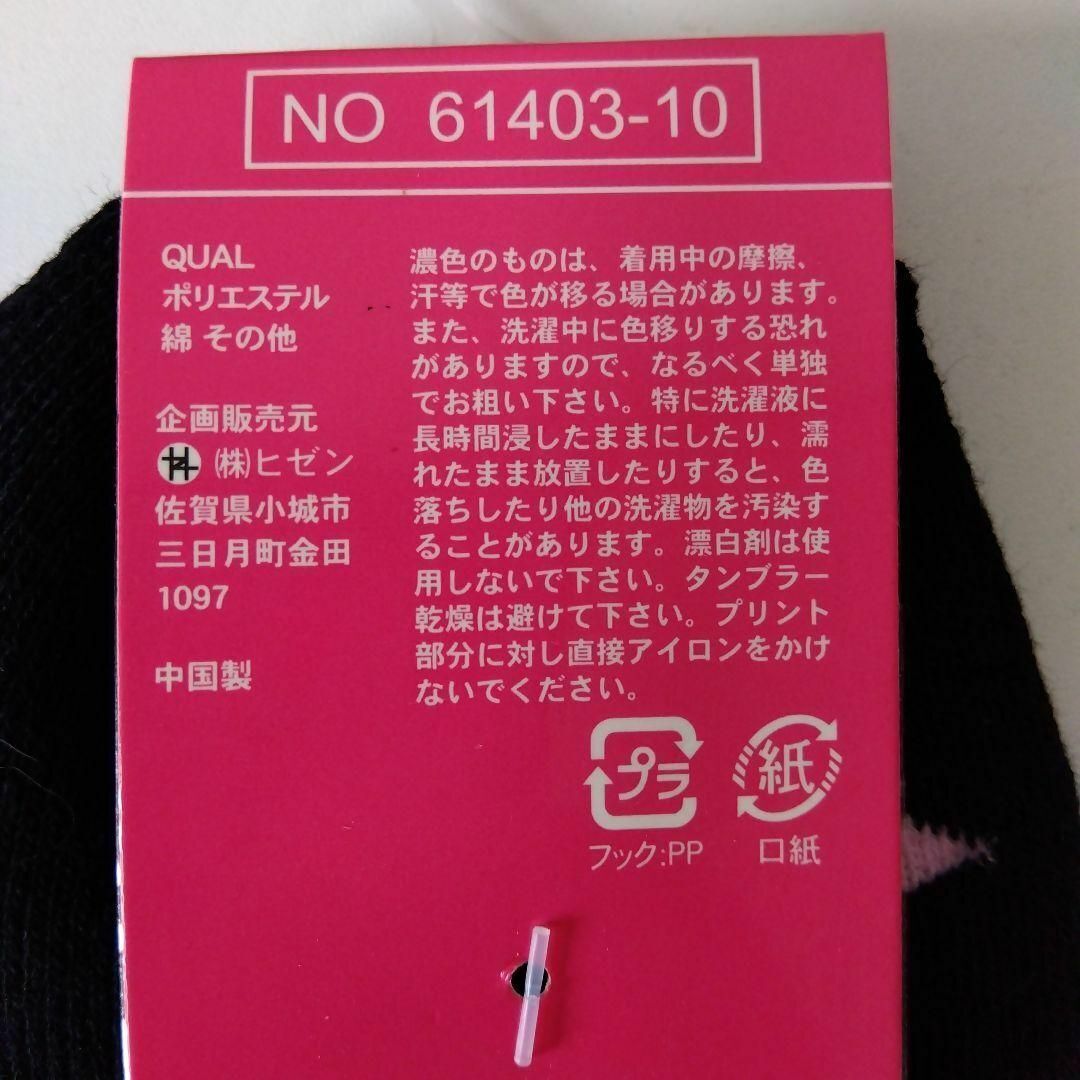 NO 61403-10
QUAL
ポリエステル
綿 その他
企画販売元
㈱ヒゼン
佐賀県小城市
三日月町金田
1097
中国製
濃色のものは、着用中の摩擦、
汗等で色が移る場合があります。
また、洗濯中に色移りする恐れ
がありますので、なるべく単独
でお粗い下さい。特に洗濯液に
長時間浸したままにしたり、濡
れたまま放置したりすると、色
落ちしたり他の洗濯物を汚染す
ることがあります。漂白剤は使
用しないで下さい。タンブラー
乾燥は避けて下さい。プリント
部分に対し直接アイロンをかけ
ないでください。
プラ
フック:PP
紙
口紙